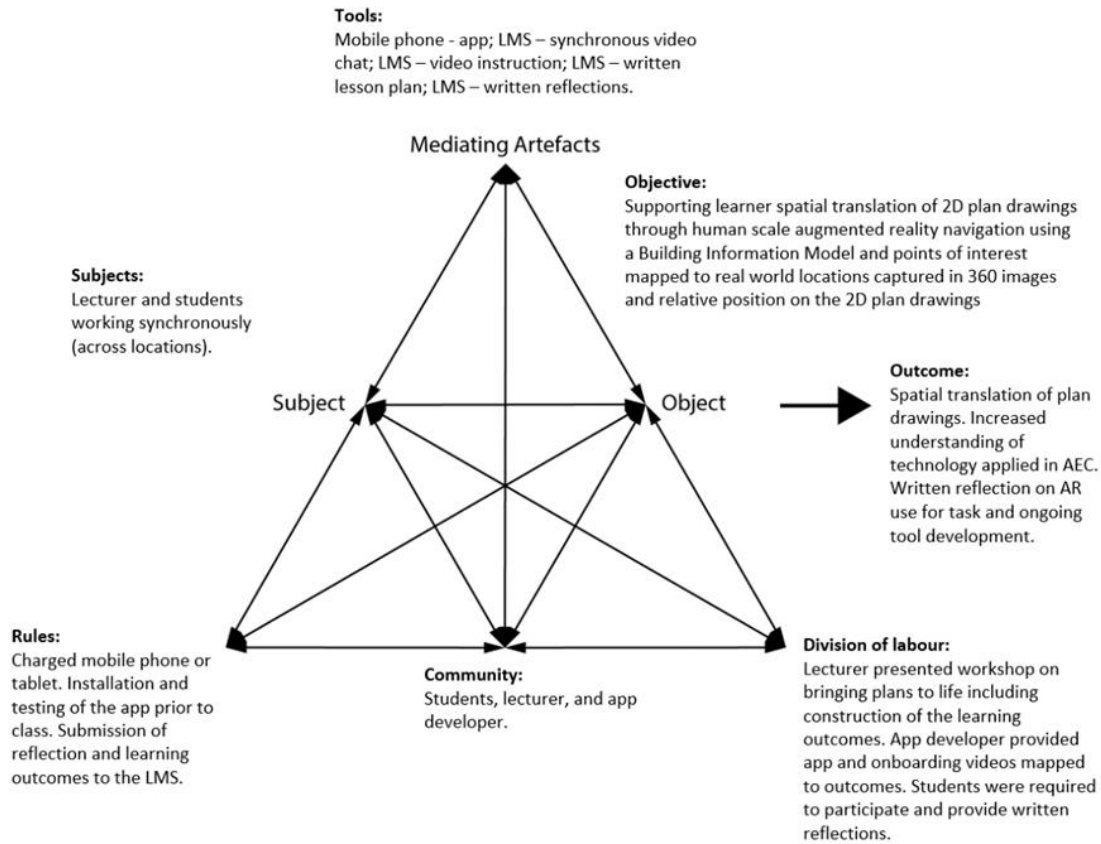 Tools:
Mobile phone - app; LMS – synchronous video
chat; LMS – video instruction; LMS – written
lesson plan; LMS – written reflections.
Mediating Artefacts
Objective:
Supporting learner spatial translation of 2D plan drawings
through human scale augmented reality navigation using
a Building Information Model and points of interest
mapped to real world locations captured in 360 images
and relative position on the 2D plan drawings
Subjects:
Lecturer and students
working synchronously
(across locations).
Subject
Object
Outcome:
Spatial translation of plan
drawings. Increased
understanding of
technology applied in AEC.
Written reflection on AR
use for task and ongoing
tool development.
Rules:
Charged mobile phone or
tablet. Installation and
testing of the app prior to
class. Submission of
reflection and learning
outcomes to the LMS.
Community:
Students, lecturer, and app
developer.
Division of labour:
Lecturer presented workshop on
bringing plans to life including
construction of the learning
outcomes. App developer provided
app and onboarding videos mapped
to outcomes. Students were required
to participate and provide written
reflections.